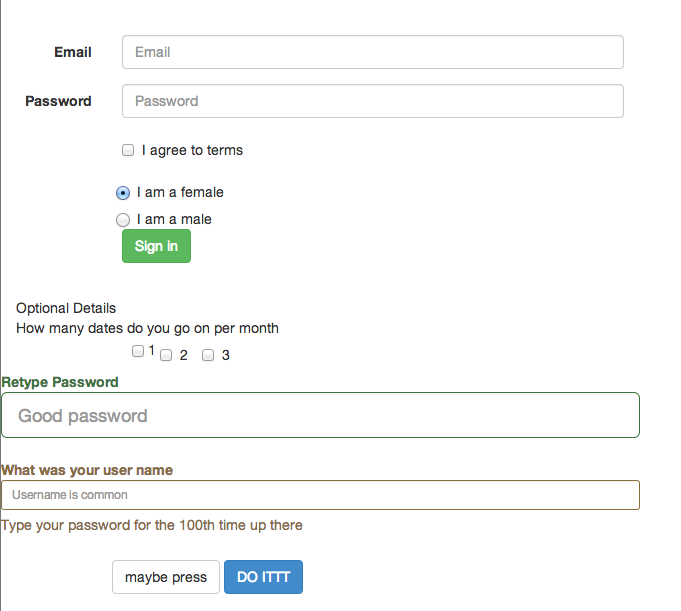 Email Email
Password Password
I agree to terms
I am a female
I am a male
Sign in
Optional Details
How many dates do you go on per month
1 2 3
Retype Password
Good password
What was your user name
Username is common
Type your password for the 100th time up there
maybe press DO ITTT